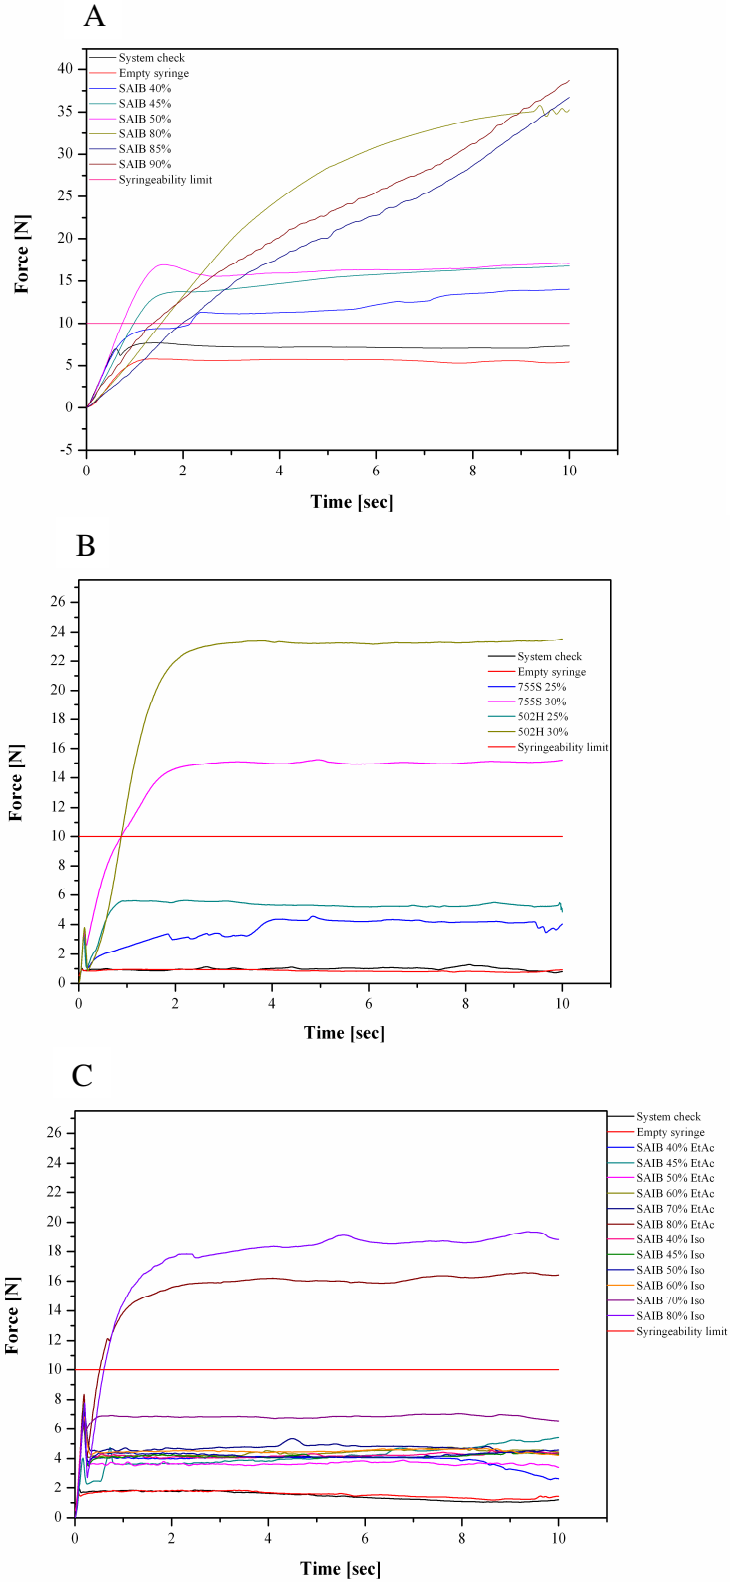 A
System check
Empty syringe
SAIB 40%
SAIB 45%
SAIB 50%
SAIB 80%
SAIB 85%
SAIB 90%
Syringeability limit
40
35
30
25
20
15
10
5
0
-5
Force [N]
0 2 4 6 8 10
Time [sec]
B
26
24
22
20
18
16
14
12
10
8
6
4
2
0
Force [N]
System check
Empty syringe
755S 25%
755S 30%
502H 25%
502H 30%
Syringeability limit
0 2 4 6 8 10
Time [sec]
C
26
24
22
20
18
16
14
12
10
8
6
4
2
0
Force [N]
System check
Empty syringe
SAIB 40% EtAc
SAIB 45% EtAc
SAIB 50% EtAc
SAIB 60% EtAc
SAIB 70% EtAc
SAIB 80% EtAc
SAIB 40% Iso
SAIB 45% Iso
SAIB 50% Iso
SAIB 60% Iso
SAIB 70% Iso
SAIB 80% Iso
Syringeability limit
0 2 4 6 8 10
Time [sec]